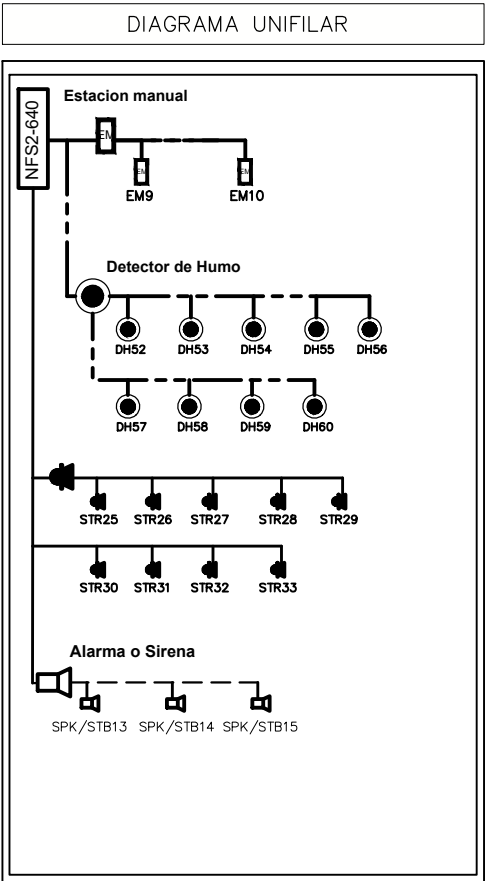 DIAGRAMA UNIFILAR
NFS2-640
Estacion manual
EM
EM
EM
EM9
EM10
Detector de Humo
DH52
DH53
DH54
DH55
DH56
DH57
DH58
DH59
DH60
STR25
STR26
STR27
STR28
STR29
STR30
STR31
STR32
STR33
Alarma o Sirena
SPK/STB13
SPK/STB14
SPK/STB15